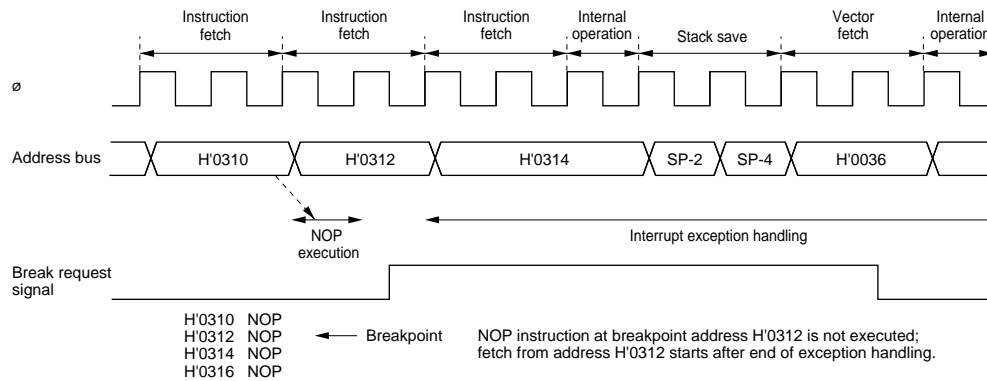 Instruction fetch
Instruction fetch
Instruction fetch
Internal operation
Stack save
Vector fetch
Internal operation
ø
Address bus
H'0310
H'0312
H'0314
SP-2
SP-4
H'0036
NOP execution
Interrupt exception handling
Break request signal
H'0310 NOP
H'0312 NOP
Breakpoint
H'0314 NOP
H'0316 NOP
NOP instruction at breakpoint address H'0312 is not executed;
fetch from address H'0312 starts after end of exception handling.